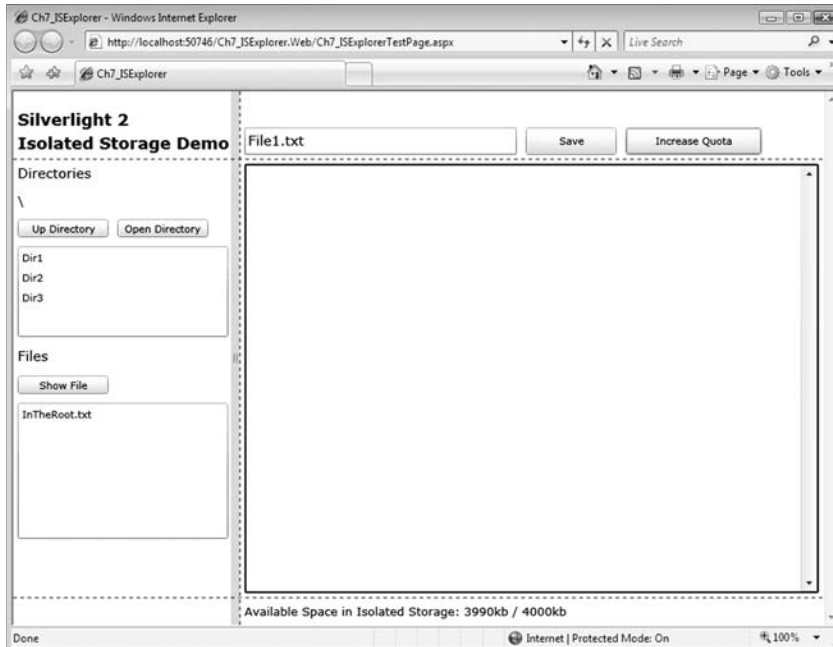 Ch7_ISExplorer - Windows Internet Explorer
http://localhost:50746/Ch7_ISExplorer.Web/Ch7_ISExplorerTestPage.aspx
Live Search
Ch7_ISExplorer
Page
Tools
Silverlight 2
Isolated Storage Demo
File1.txt
Save
Increase Quota
Directories
\
Up Directory
Open Directory
Dir1
Dir2
Dir3
Files
Show File
InTheRoot.txt
Available Space in Isolated Storage: 3990kb / 4000kb
Done
Internet | Protected Mode: On
100%